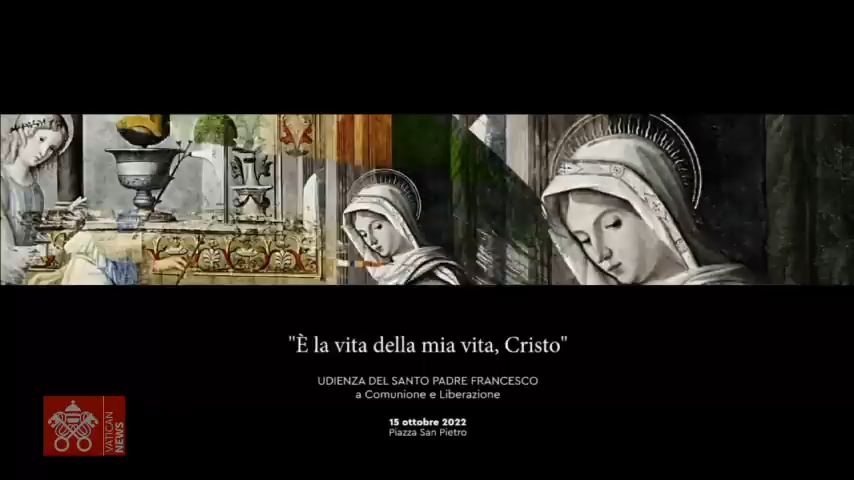 "È la vita della mia vita, Cristo"
UDIENZA DEL SANTO PADRE FRANCESCO
a Comunione e Liberazione
15 ottobre 2022
Piazza San Pietro
VATICAN
NEWS